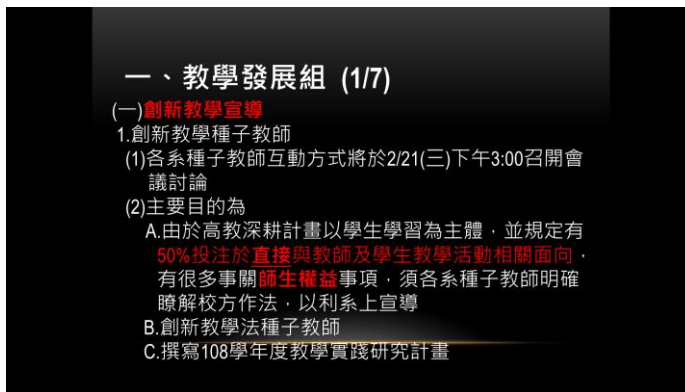 一、教學發展組 (1/7)
(一)創新教學宣導
1.創新教學種子教師
(1)各系種子教師互動方式將於2/21(三)下午3:00召開會
議討論
(2)主要目的為
A.由於高教深耕計畫以學生學習為主體，並規定有
50%投注於直接與教師及學生教學活動相關面向，
有很多事關師生權益事項，須各系種子教師明確
瞭解校方作法，以利系上宣導
B.創新教學法種子教師
C.撰寫108學年度教學實踐研究計畫